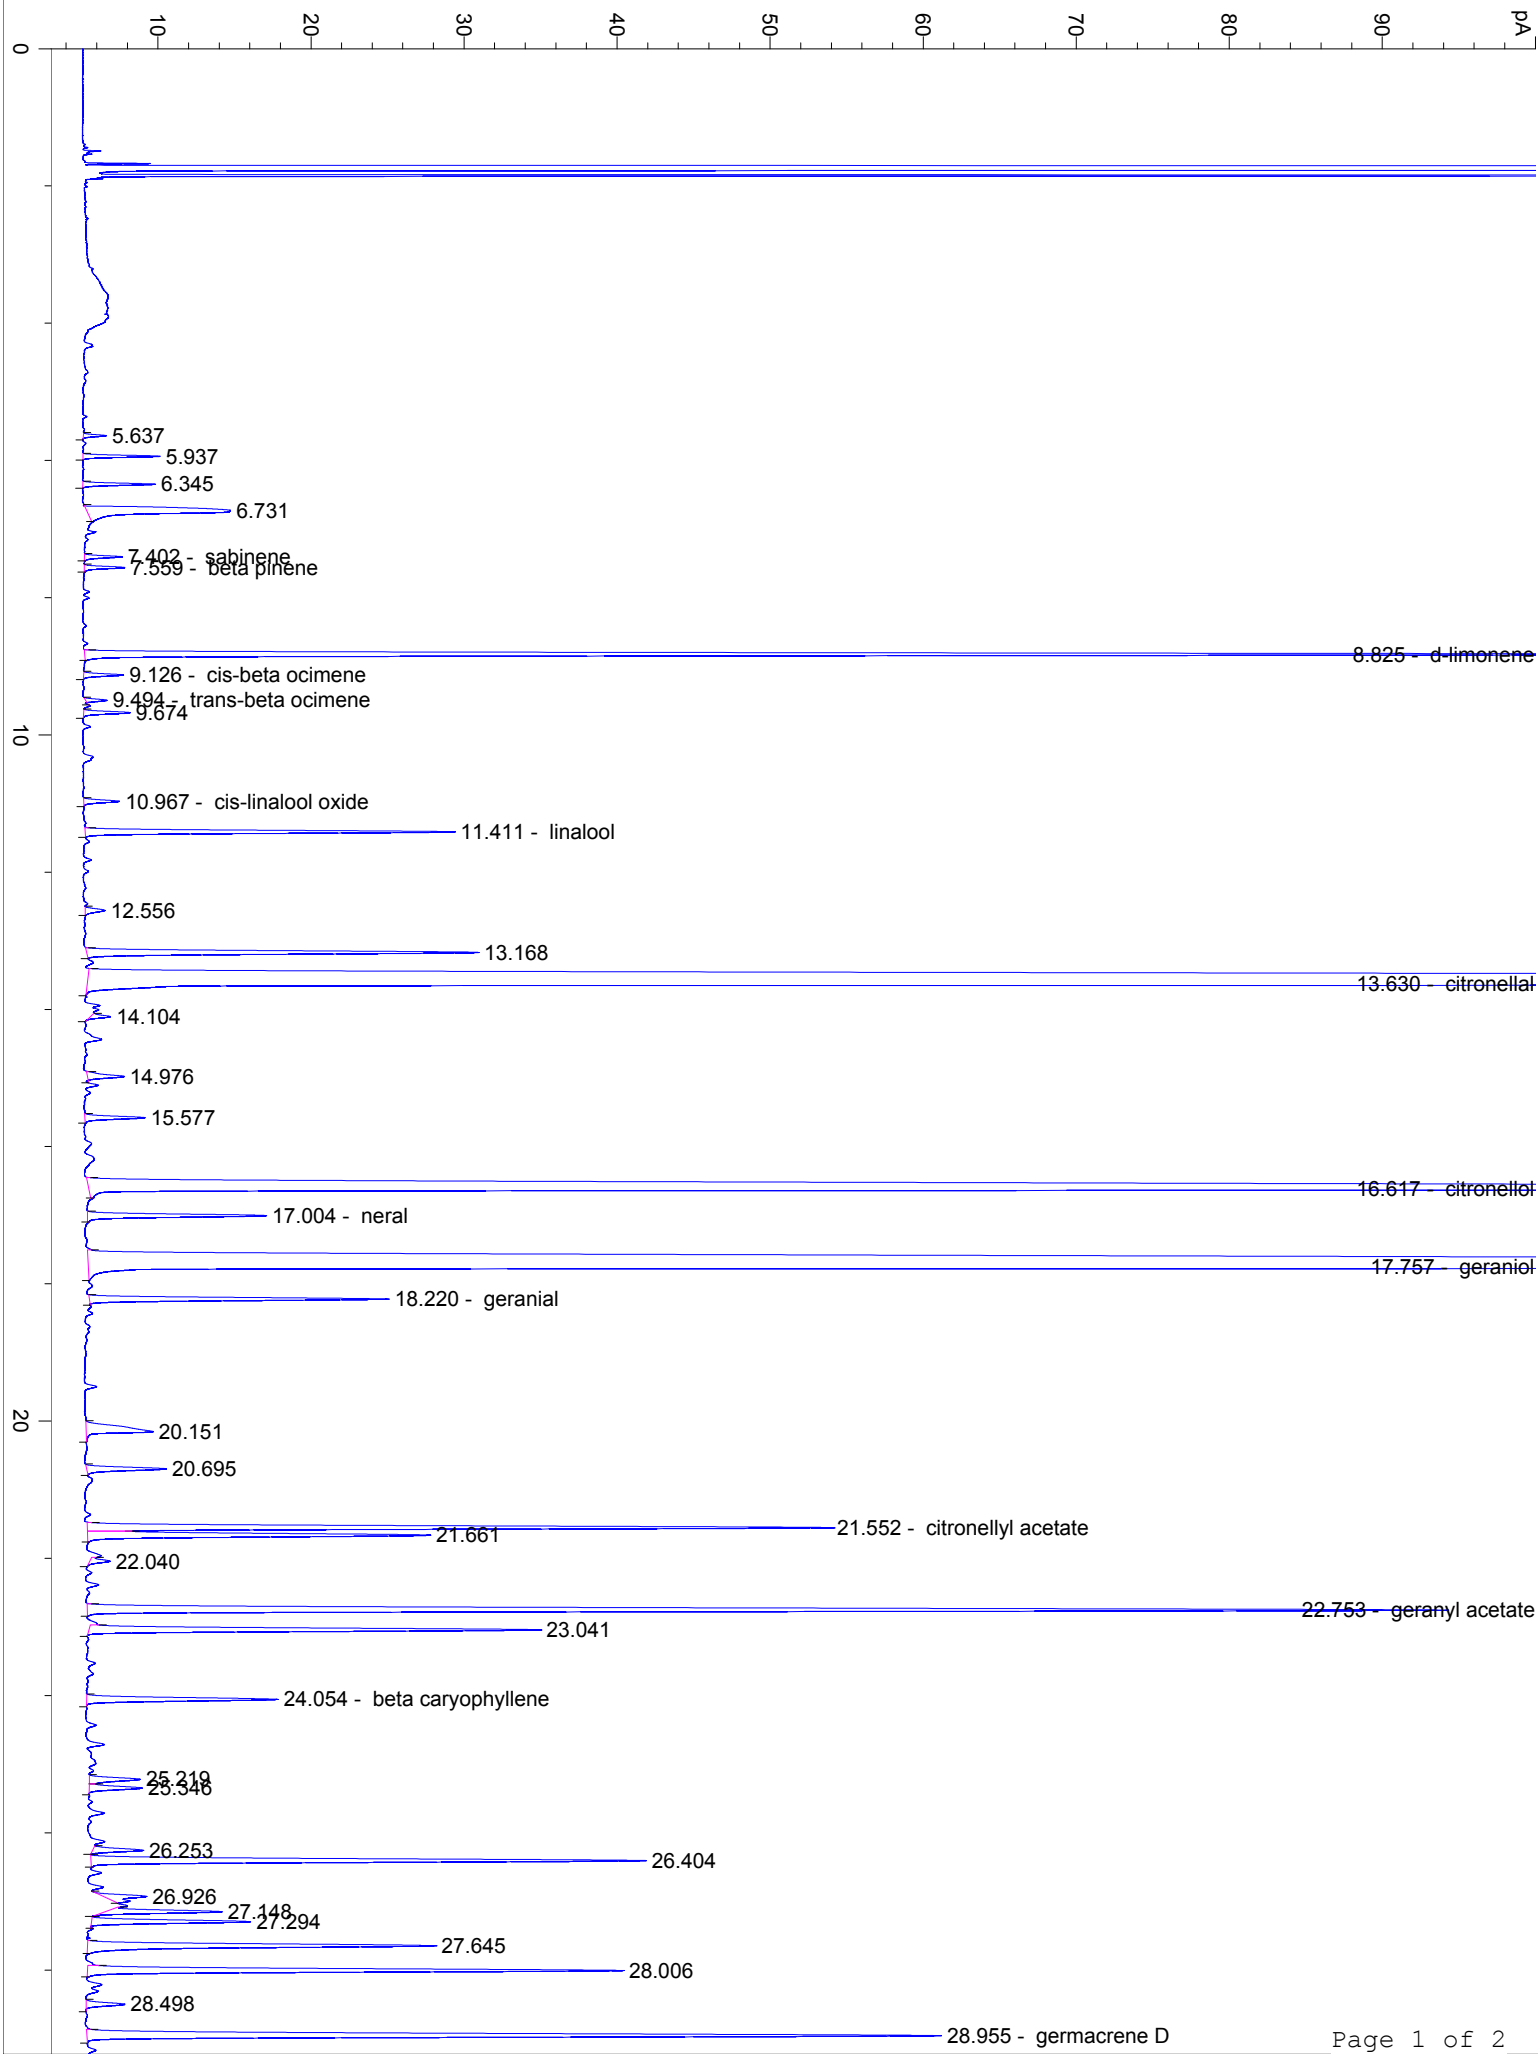 10
20
30
40
50
60
70
80
90
pA
0
5.637
5.937
6.345
6.731
7.402 - sabinene
7.559 - beta pinene
8.825 - d-limonene
9.126 - cis-beta ocimene
9.494 - trans-beta ocimene
9.674
10
10.967 - cis-linalool oxide
11.411 - linalool
12.556
13.168
13.630 - citronellal
14.104
14.976
15.577
16.617 - citronellol
17.004 - neral
17.757 - geraniol
18.220 - geranial
20
20.151
20.695
21.552 - citronellyl acetate
21.661
22.040
22.753 - geranyl acetate
23.041
24.054 - beta caryophyllene
25.219
25.346
26.253
26.404
26.926
27.148
27.294
27.645
28.006
28.498
28.955 - germacrene D
Page 1 of 2